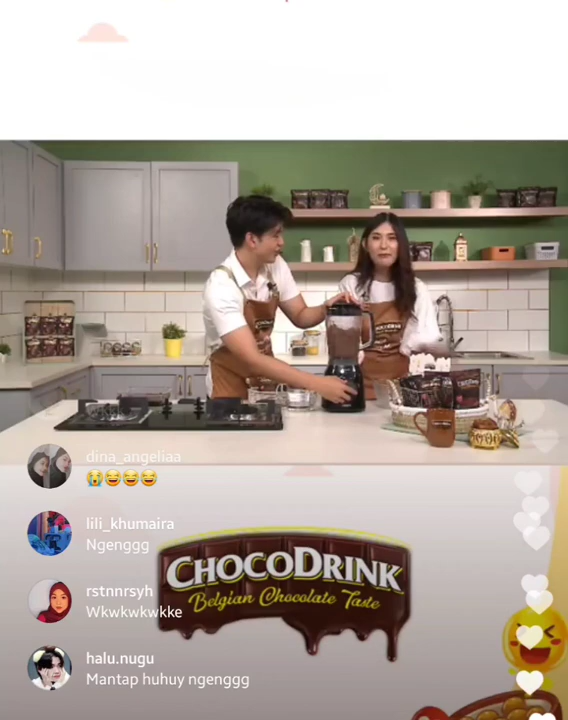 dina_angeliaa
😭😂😂😂
lili_khumaira
Ngenggg
rstnnrsyh
Wkwkwkwkke
halu.nugu
Mantap huhuy ngenggg
CHOCODRINK
Belgian Chocolate Taste